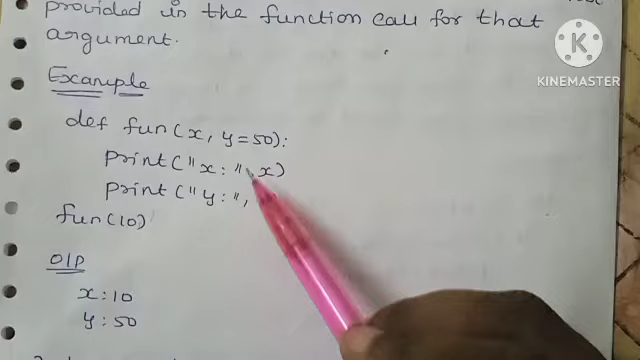 provided in the function call for that
argument.
K
KINEMASTER
Example
def fun(x, y=50):
print("x:", x)
print("y:",
fun(10)
O/P
x:10
y:50